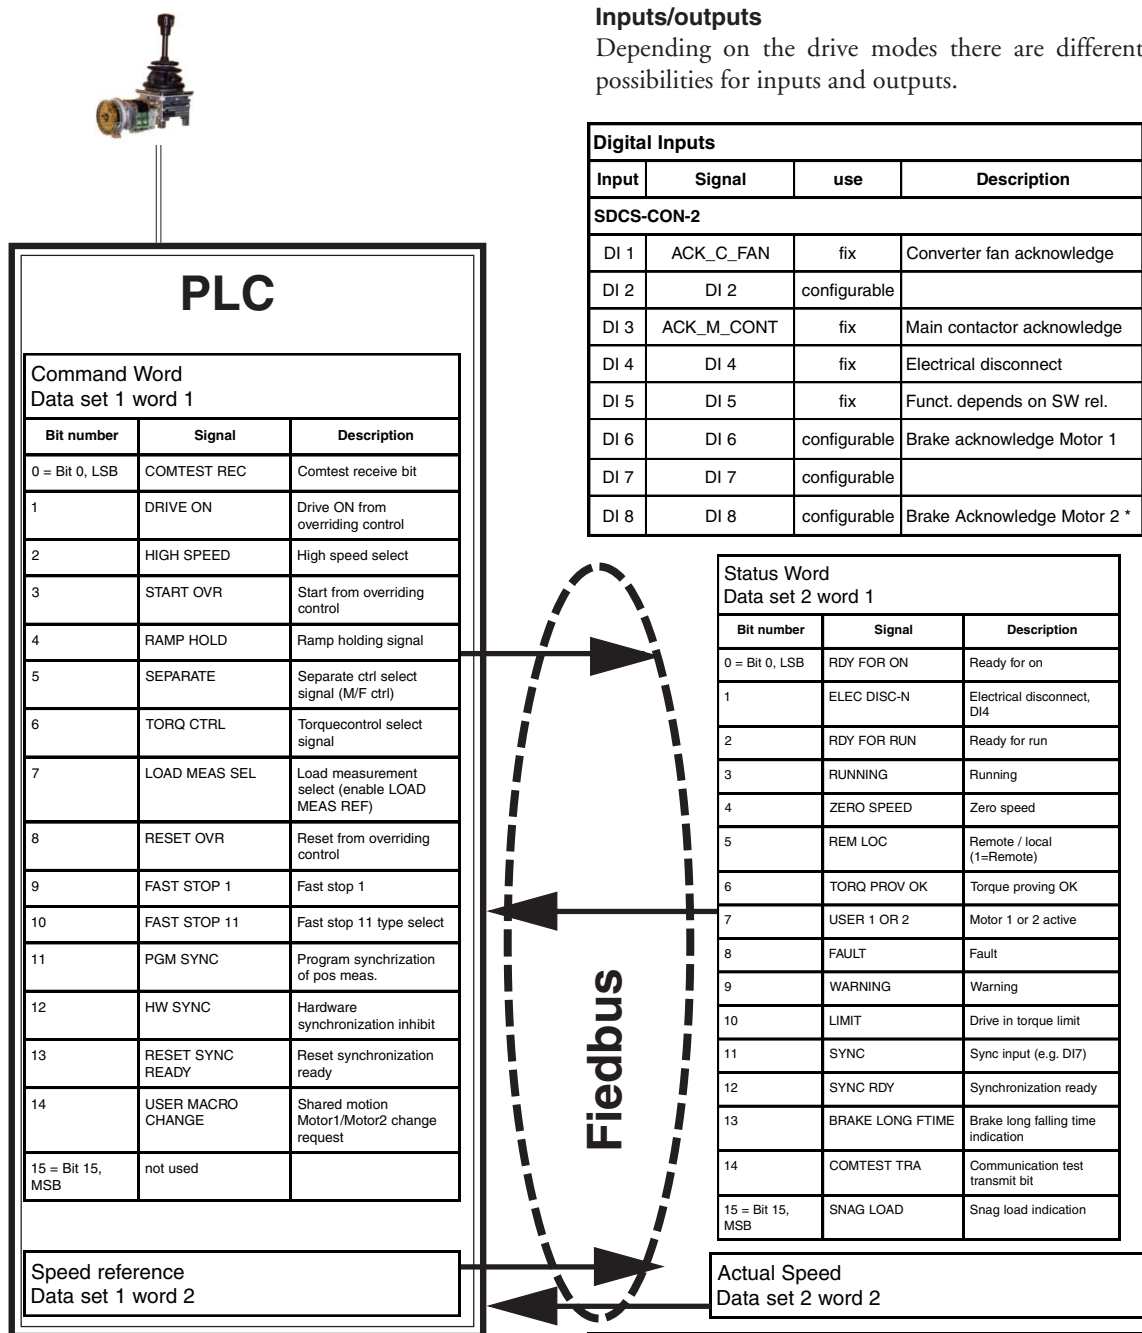 Inputs/outputs
Depending on the drive modes there are different
possibilities for inputs and outputs.
Digital Inputs
Input Signal use Description
SDCS-CON-2
DI 1 ACK_C_FAN fix Converter fan acknowledge
DI 2 DI 2 configurable
DI 3 ACK_M_CONT fix Main contactor acknowledge
DI 4 DI 4 fix Electrical disconnect
DI 5 DI 5 fix Funct. depends on SW rel.
DI 6 DI 6 configurable Brake acknowledge Motor 1
DI 7 DI 7 configurable
DI 8 DI 8 configurable Brake Acknowledge Motor 2 *
PLC
Command Word
Data set 1 word 1
Bit number Signal Description
0 = Bit 0, LSB COMTEST REC Comtest receive bit
1 DRIVE ON Drive ON from
overriding control
2 HIGH SPEED High speed select
3 START OVR Start from overriding
control
4 RAMP HOLD Ramp holding signal
5 SEPARATE Separate ctrl select
signal (M/F ctrl)
6 TORQ CTRL Torquecontrol select
signal
7 LOAD MEAS SEL Load measurement
select (enable LOAD
MEAS REF)
8 RESET OVR Reset from overriding
control
9 FAST STOP 1 Fast stop 1
10 FAST STOP 11 Fast stop 11 type select
11 PGM SYNC Program synchrization
of pos meas.
12 HW SYNC Hardware
synchronization inhibit
13 RESET SYNC Reset synchronization
READY ready
14 USER MACRO Shared motion
CHANGE Motor1/Motor2 change
request
15 = Bit 15, not used
MSB
Speed reference
Data set 1 word 2
Fiedbus
Status Word
Data set 2 word 1
Bit number Signal Description
0 = Bit 0, LSB RDY FOR ON Ready for on
1 ELEC DISC-N Electrical disconnect,
DI4
2 RDY FOR RUN Ready for run
3 RUNNING Running
4 ZERO SPEED Zero speed
5 REM LOC Remote / local
(1=Remote)
6 TORQ PROV OK Torque proving OK
7 USER 1 OR 2 Motor 1 or 2 active
8 FAULT Fault
9 WARNING Warning
10 LIMIT Drive in torque limit
11 SYNC Sync input (e.g. DI7)
12 SYNC RDY Synchronization ready
13 BRAKE LONG FTIME Brake long falling time
indication
14 COMTEST TRA Communication test
transmit bit
15 = Bit 15, SNAG LOAD Snag load indication
MSB
Actual Speed
Data set 2 word 2